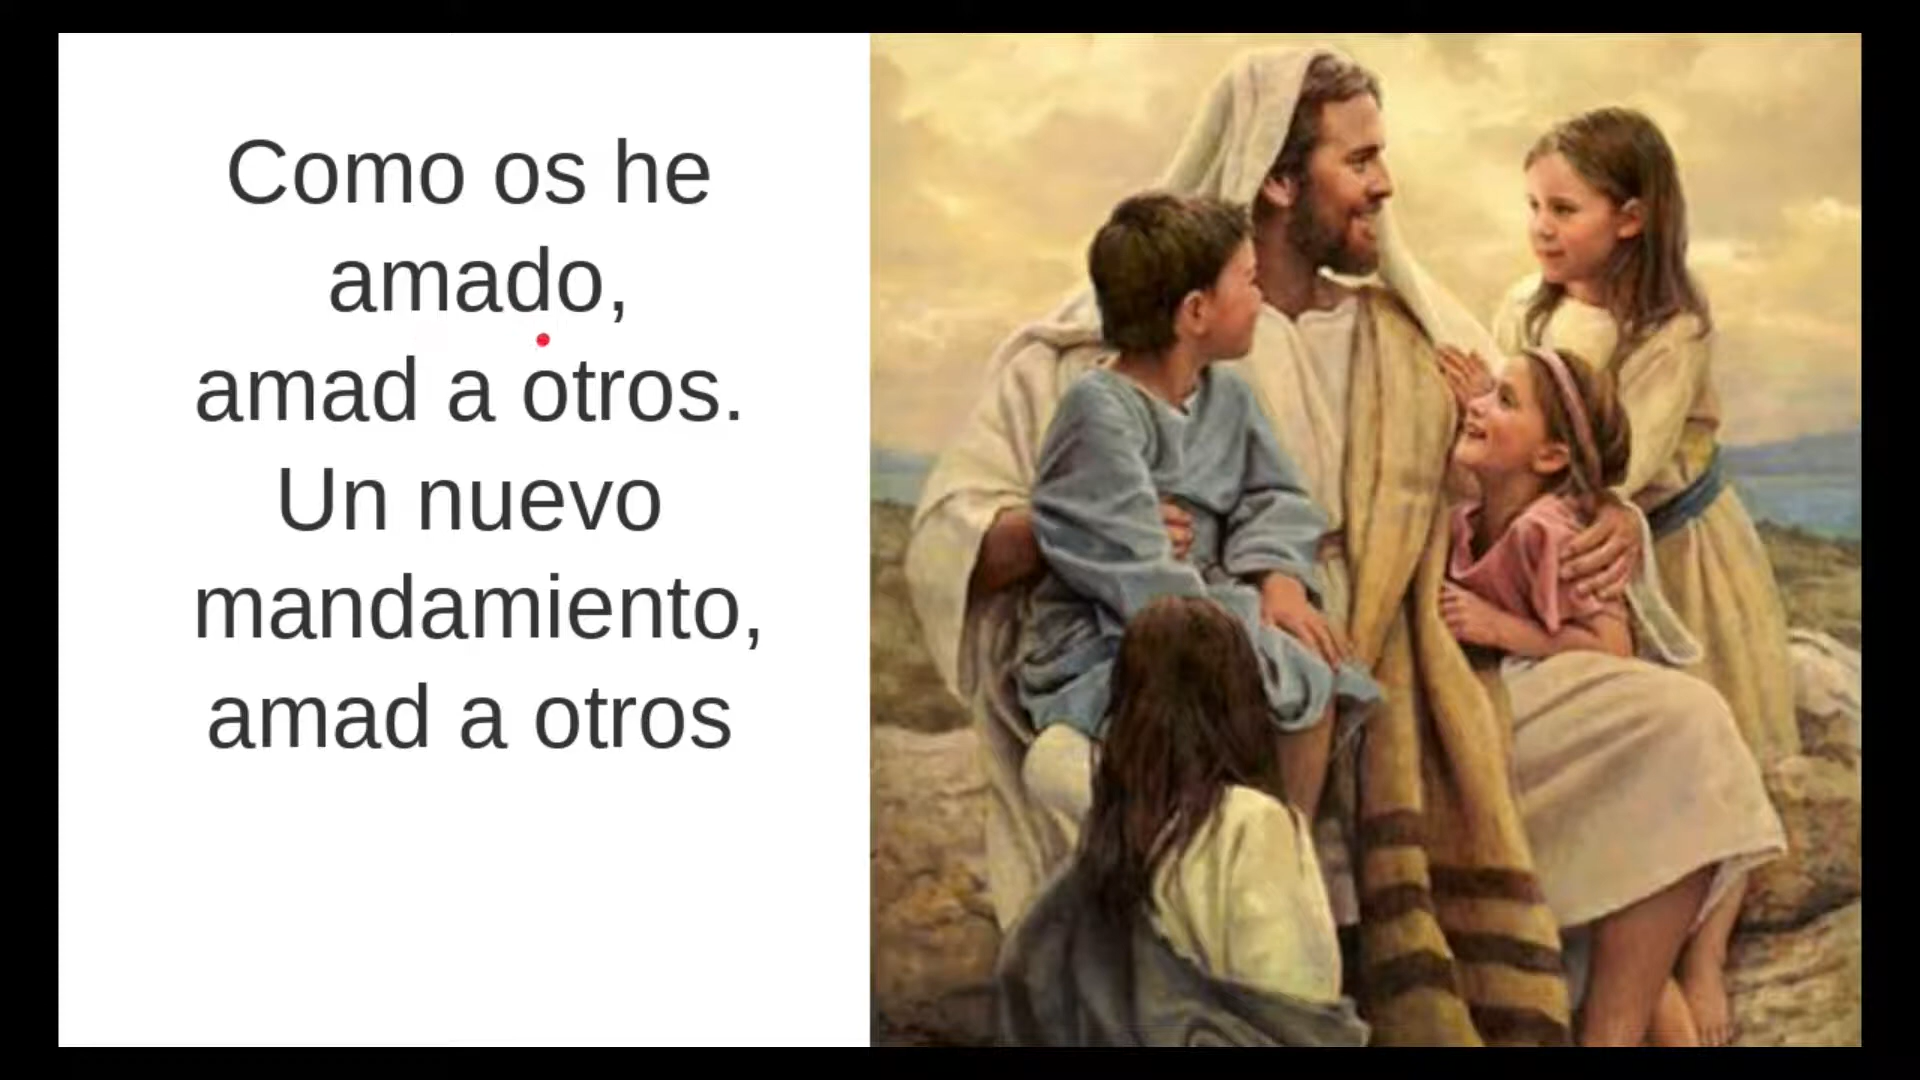 Como os he
amado,
amad a otros.
Un nuevo
mandamiento,
amad a otros